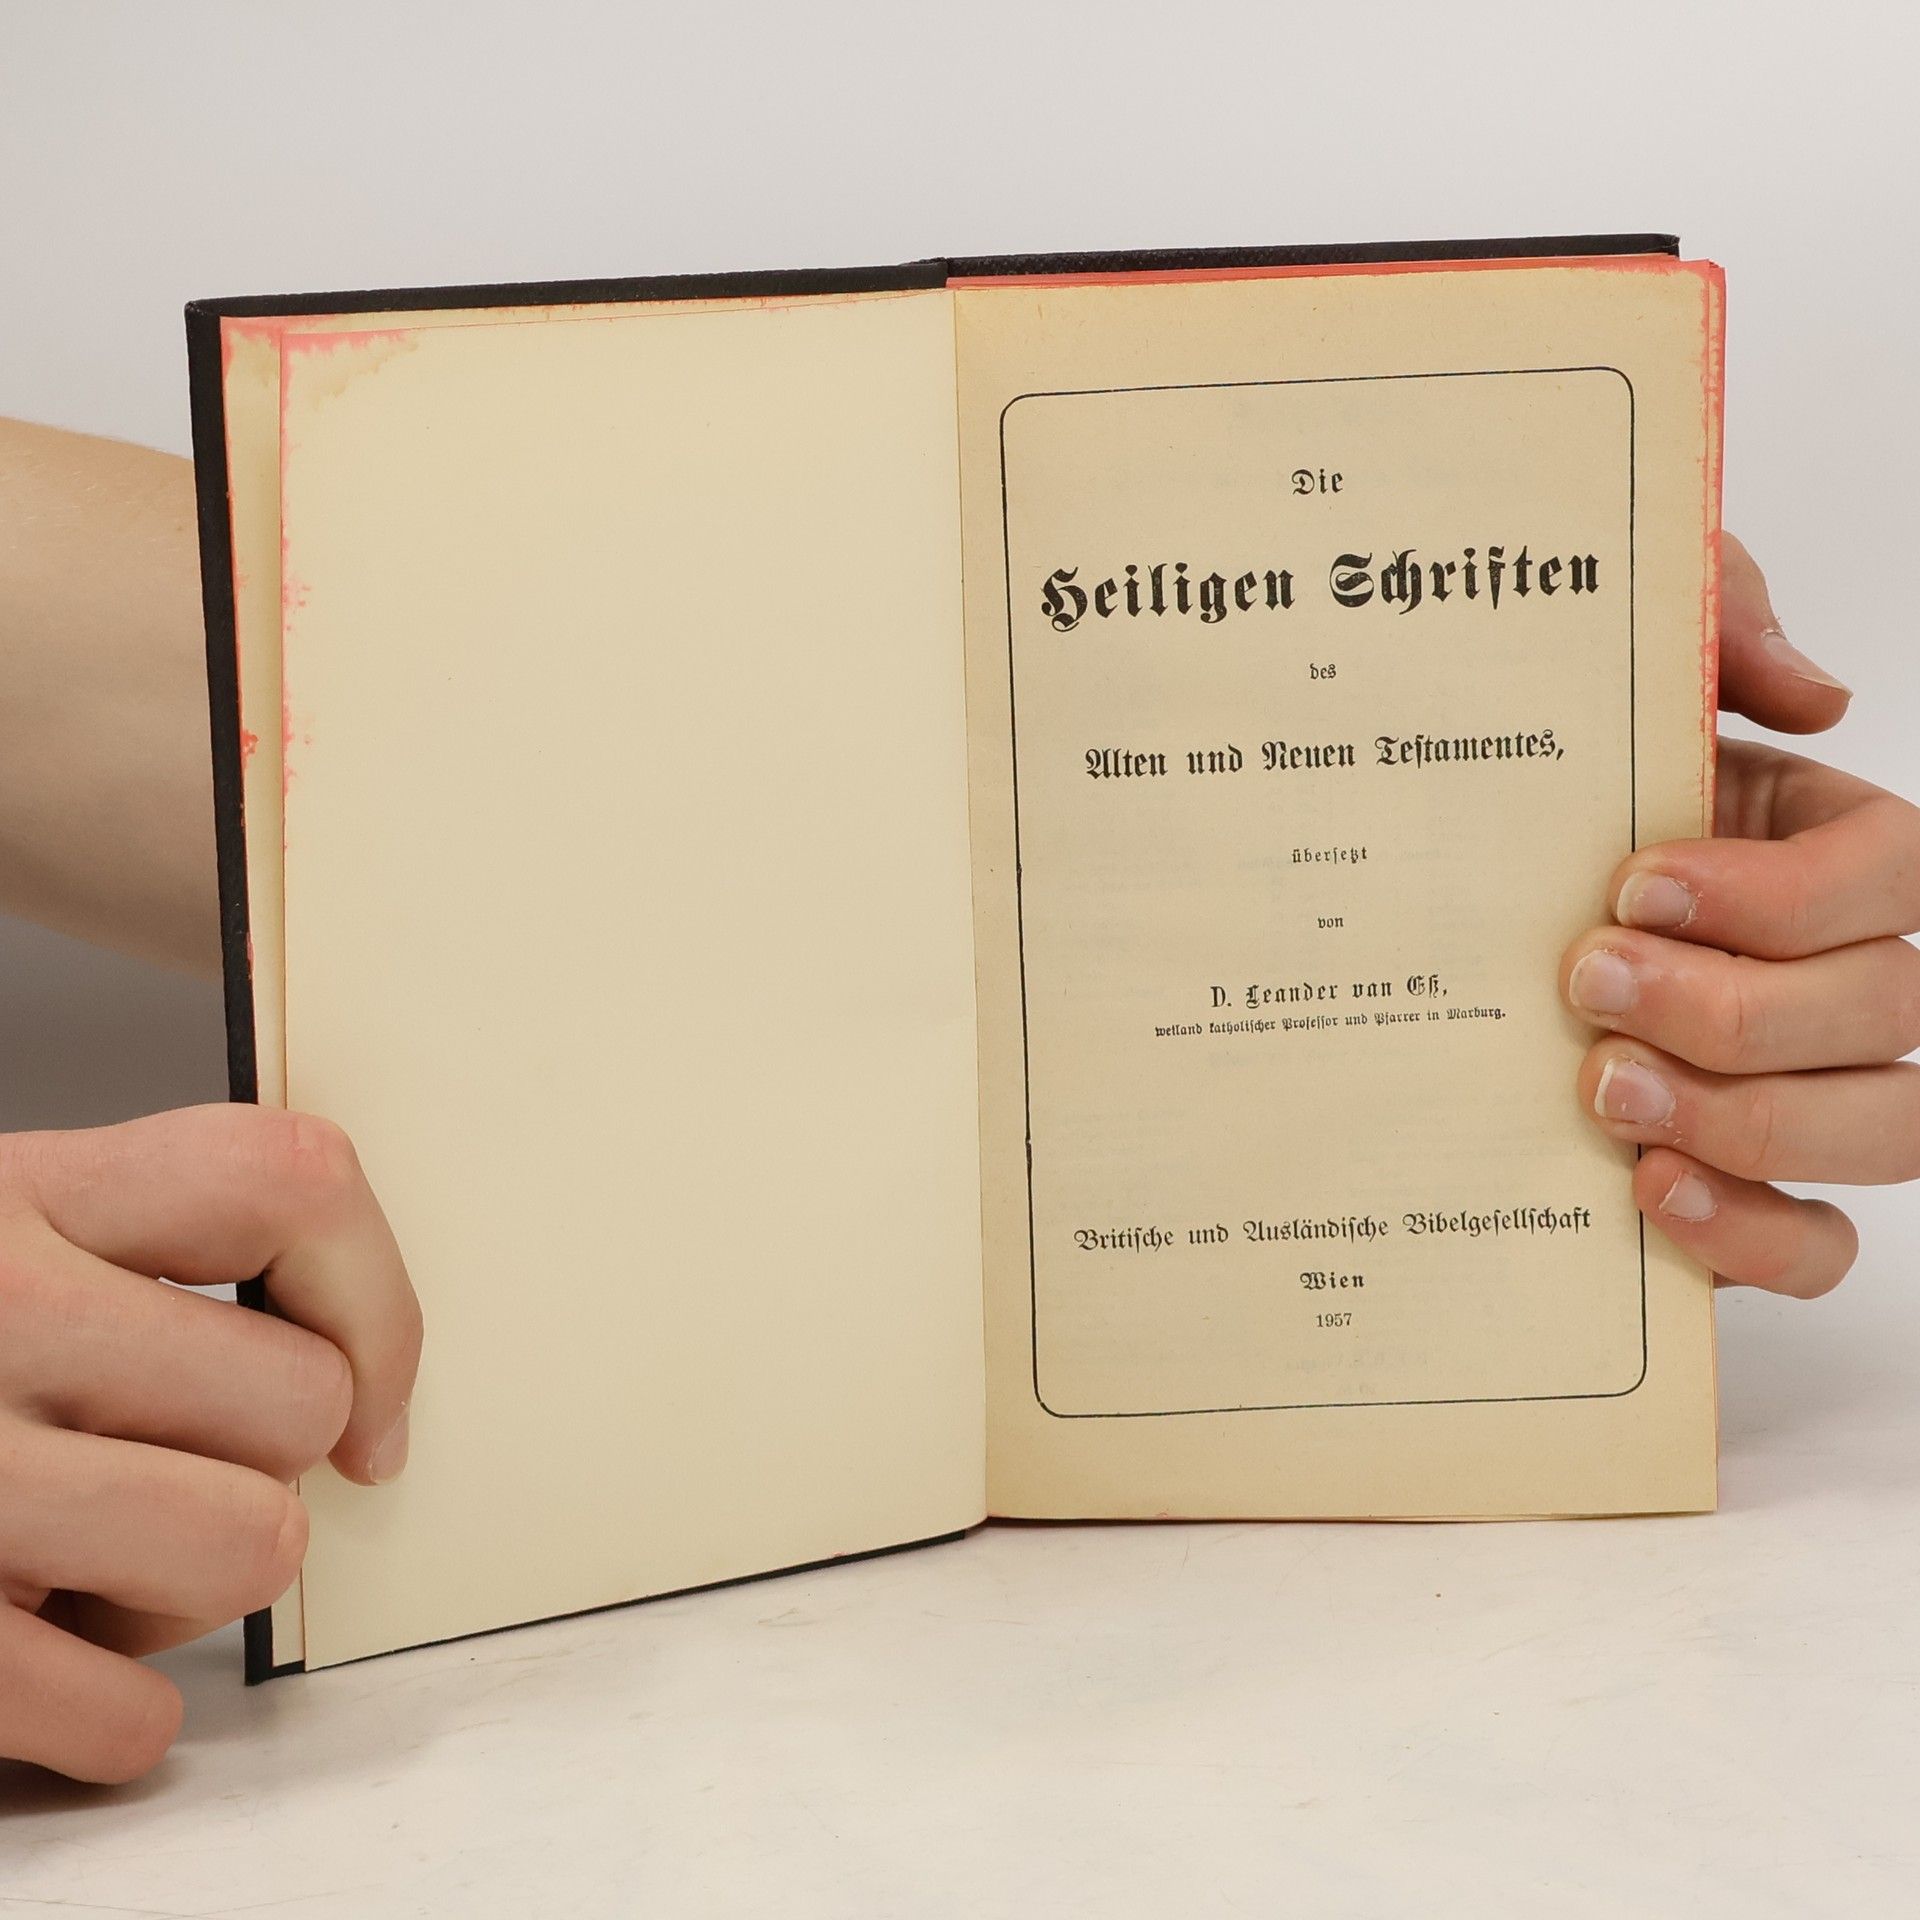 Die
Heiligen Schriften
des
Alten und Neuen Testamentes,
übersetzt
von
D. Leander van Eß,
weiland katholischer Professor und Pfarrer in Marburg.
Britische und Ausländische Bibelgesellschaft
Wien
1957